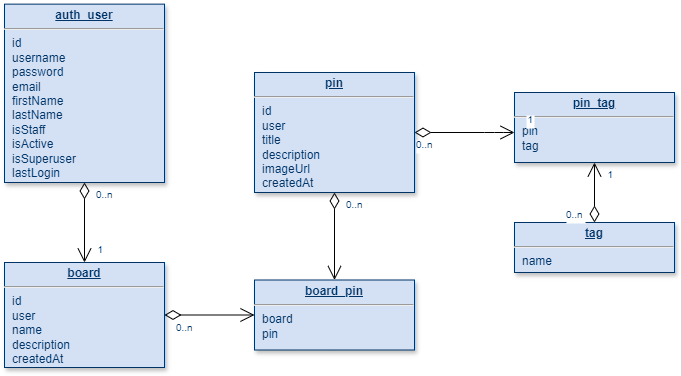 auth_user
id
username
password
email
firstName
lastName
isStaff
isActive
isSuperuser
lastLogin
0..n
1
board
id
user
name
description
createdAt
0..n
pin
id
user
title
description
imageUrl
createdAt
0..n
0..n
board_pin
board
pin
pin_tag
1
pin
tag
1
0..n
tag
name